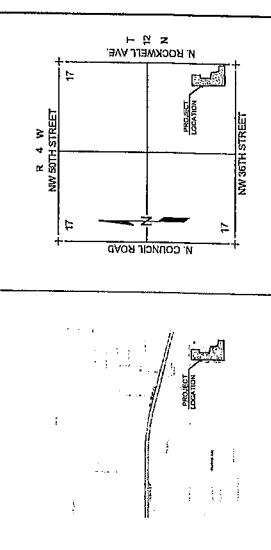 R 4 W
NW 50TH STREET
17
17
N. COUNCIL ROAD
N
N. ROCKWELL AVE.
T
12
N
PROJECT
LOCATION
17
NW 36TH STREET
PROJECT
LOCATION